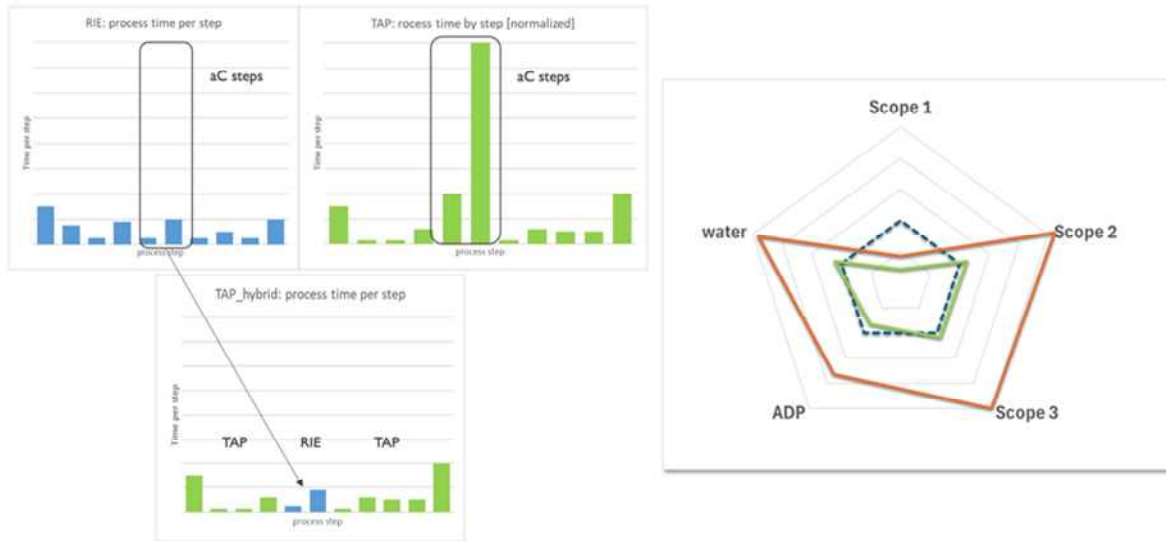 RIE: process time per step
aC steps
Time per step
process step
TAP: rocess time by step [normalized]
aC steps
Time per step
process step
TAP_hybrid: process time per step
Time per step
TAP
RIE
TAP
process step
Scope 1
water
Scope 2
ADP
Scope 3